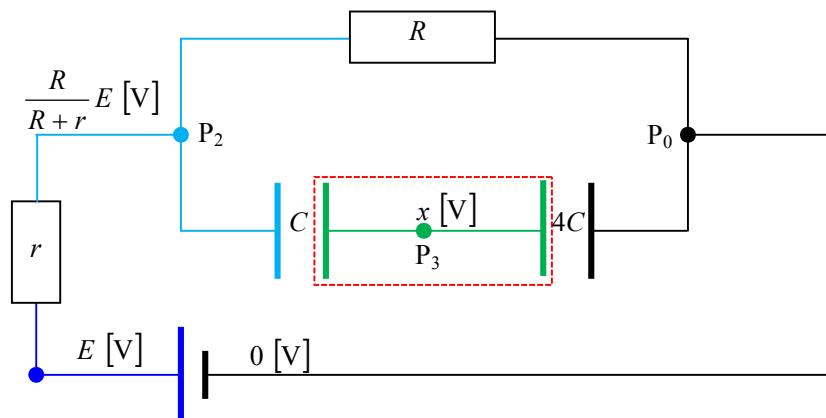 R
R/(R + r) E [V]
P₂
P₀
C
x [V]
4C
P₃
r
E [V]
0 [V]